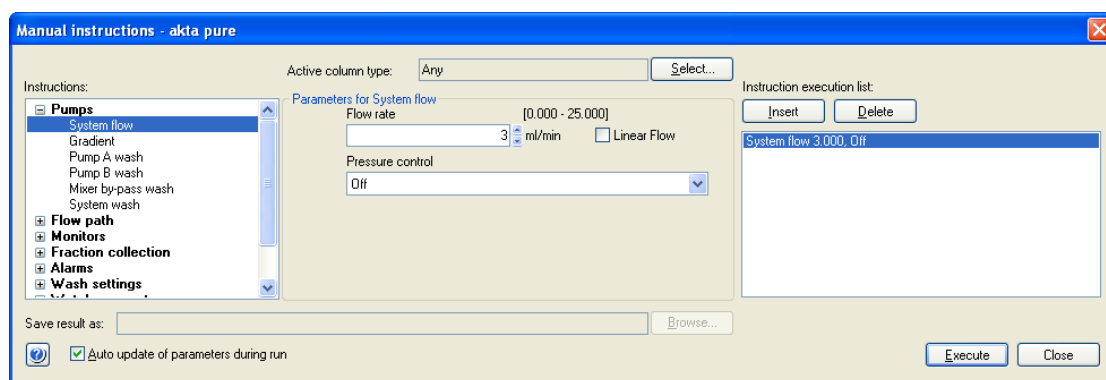 Manual instructions - akta pure
Active column type: Any Select...
Instructions:
Pumps
System flow
Gradient
Pump A wash
Pump B wash
Mixer by-pass wash
System wash
Flow path
Monitors
Fraction collection
Alarms
Wash settings
Parameters for System flow
Flow rate [0.000 - 25.000]
3 ml/min Linear Flow
Pressure control
Off
Instruction execution list:
Insert Delete
System flow 3.000, Off
Save result as: Browse...
Auto update of parameters during run
Execute Close